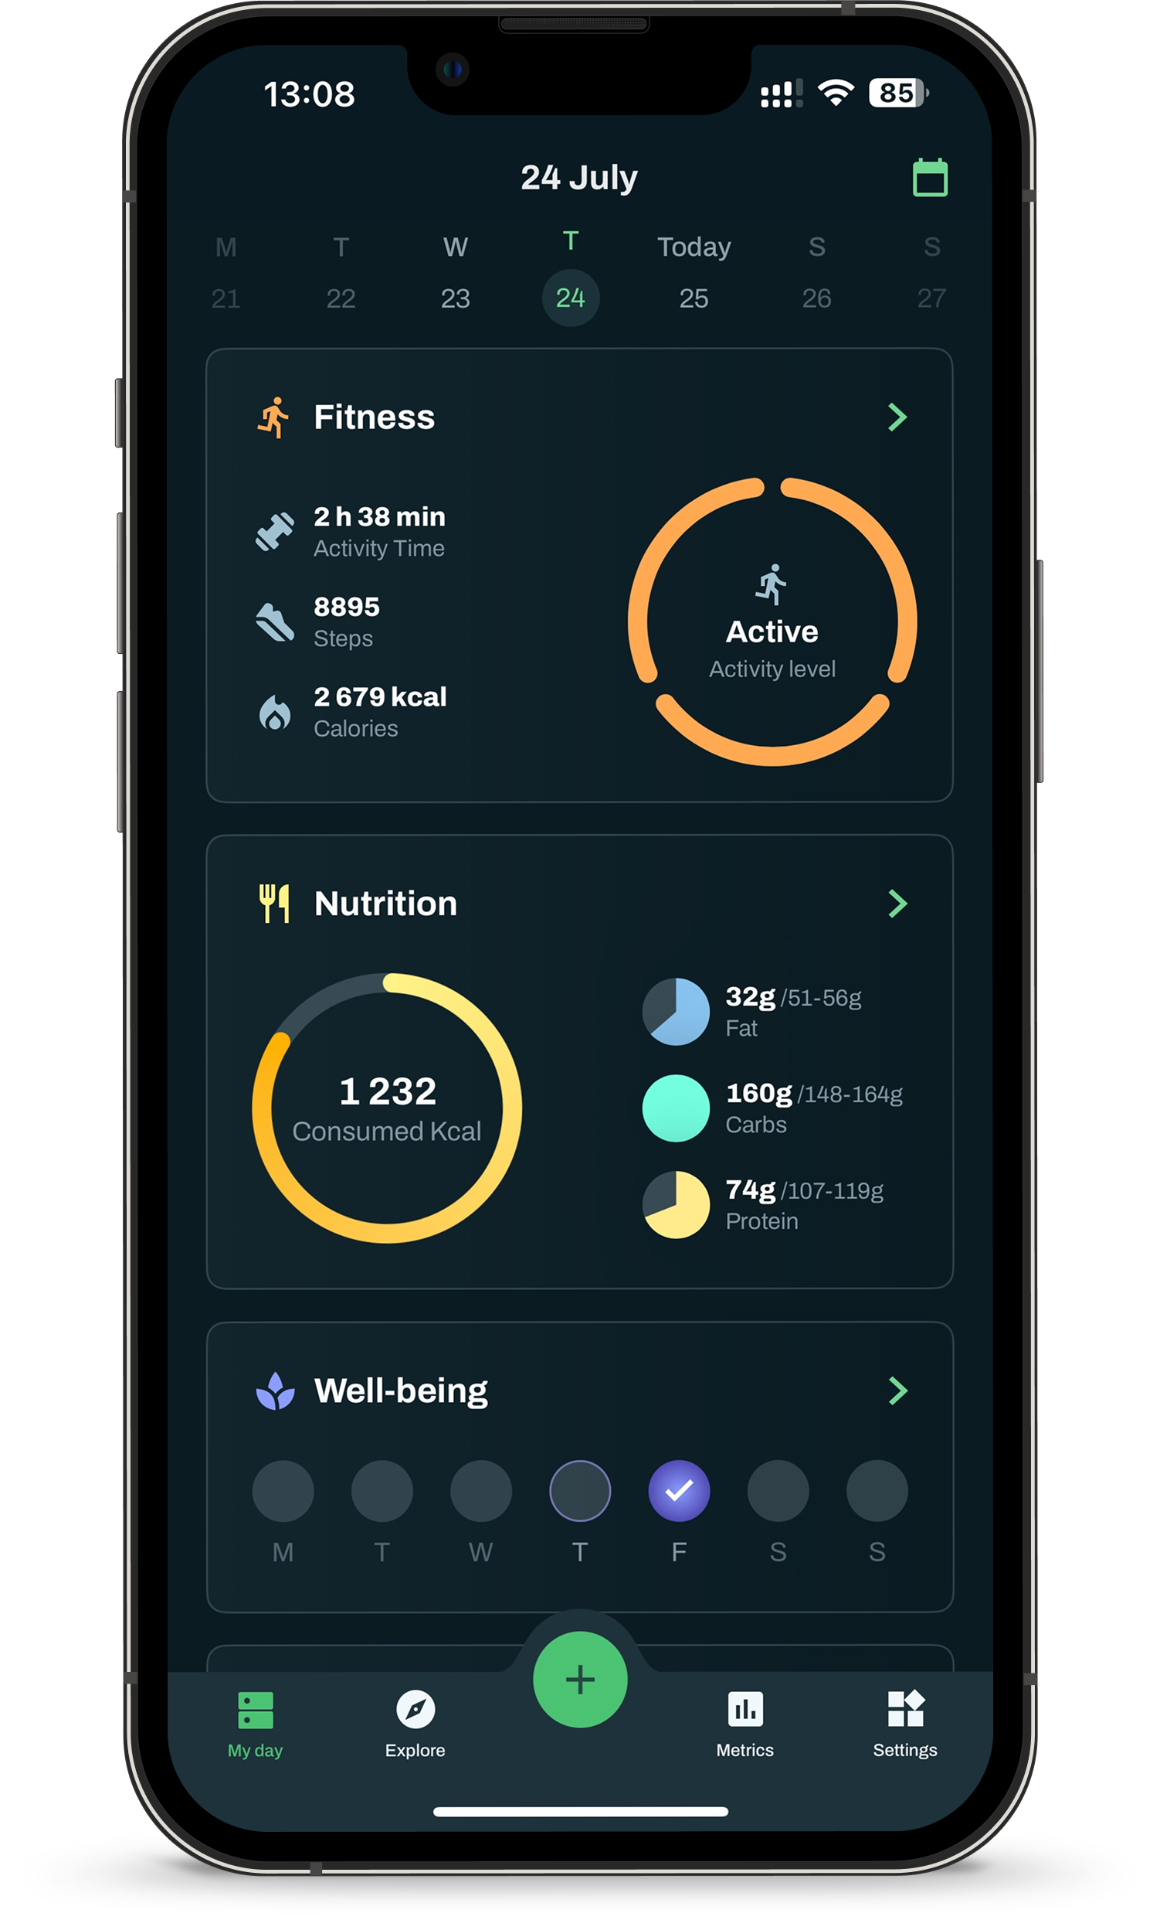 13:08
85
24 July
M T W T Today S S
21 22 23 24 25 26 27
Fitness
2 h 38 min
Activity Time
8895
Steps
2 679 kcal
Calories
Active
Activity level
Nutrition
1 232
Consumed Kcal
32g /51-56g
Fat
160g /148-164g
Carbs
74g /107-119g
Protein
Well-being
M T W T F S S
My day
Explore
Metrics
Settings